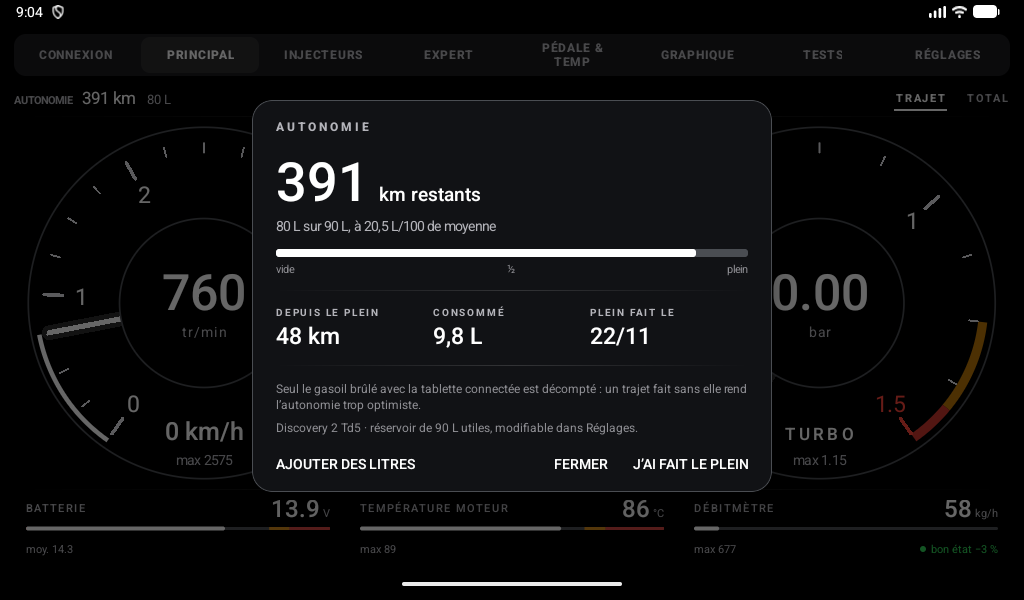 9:04
CONNEXION
PRINCIPAL
INJECTEURS
EXPERT
PÉDALE &
TEMP
GRAPHIQUE
TESTS
RÉGLAGES
AUTONOMIE 391 km 80 L
TRAJET TOTAL
AUTONOMIE
391 km restants
80 L sur 90 L, à 20,5 L/100 de moyenne
vide ½ plein
DEPUIS LE PLEIN CONSOMMÉ PLEIN FAIT LE
48 km 9,8 L 22/11
Seul le gasoil brûlé avec la tablette connectée est décompté : un trajet fait sans elle rend
l'autonomie trop optimiste.
Discovery 2 Td5 · réservoir de 90 L utiles, modifiable dans Réglages.
AJOUTER DES LITRES FERMER J'AI FAIT LE PLEIN
2
1
0
760
tr/min
0 km/h
max 2575
1
1.5
0.00
bar
TURBO
max 1.15
BATTERIE 13.9 V
moy. 14.3
TEMPÉRATURE MOTEUR 86 °C
max 89
DÉBITMÈTRE 58 kg/h
max 677 bon état −3 %